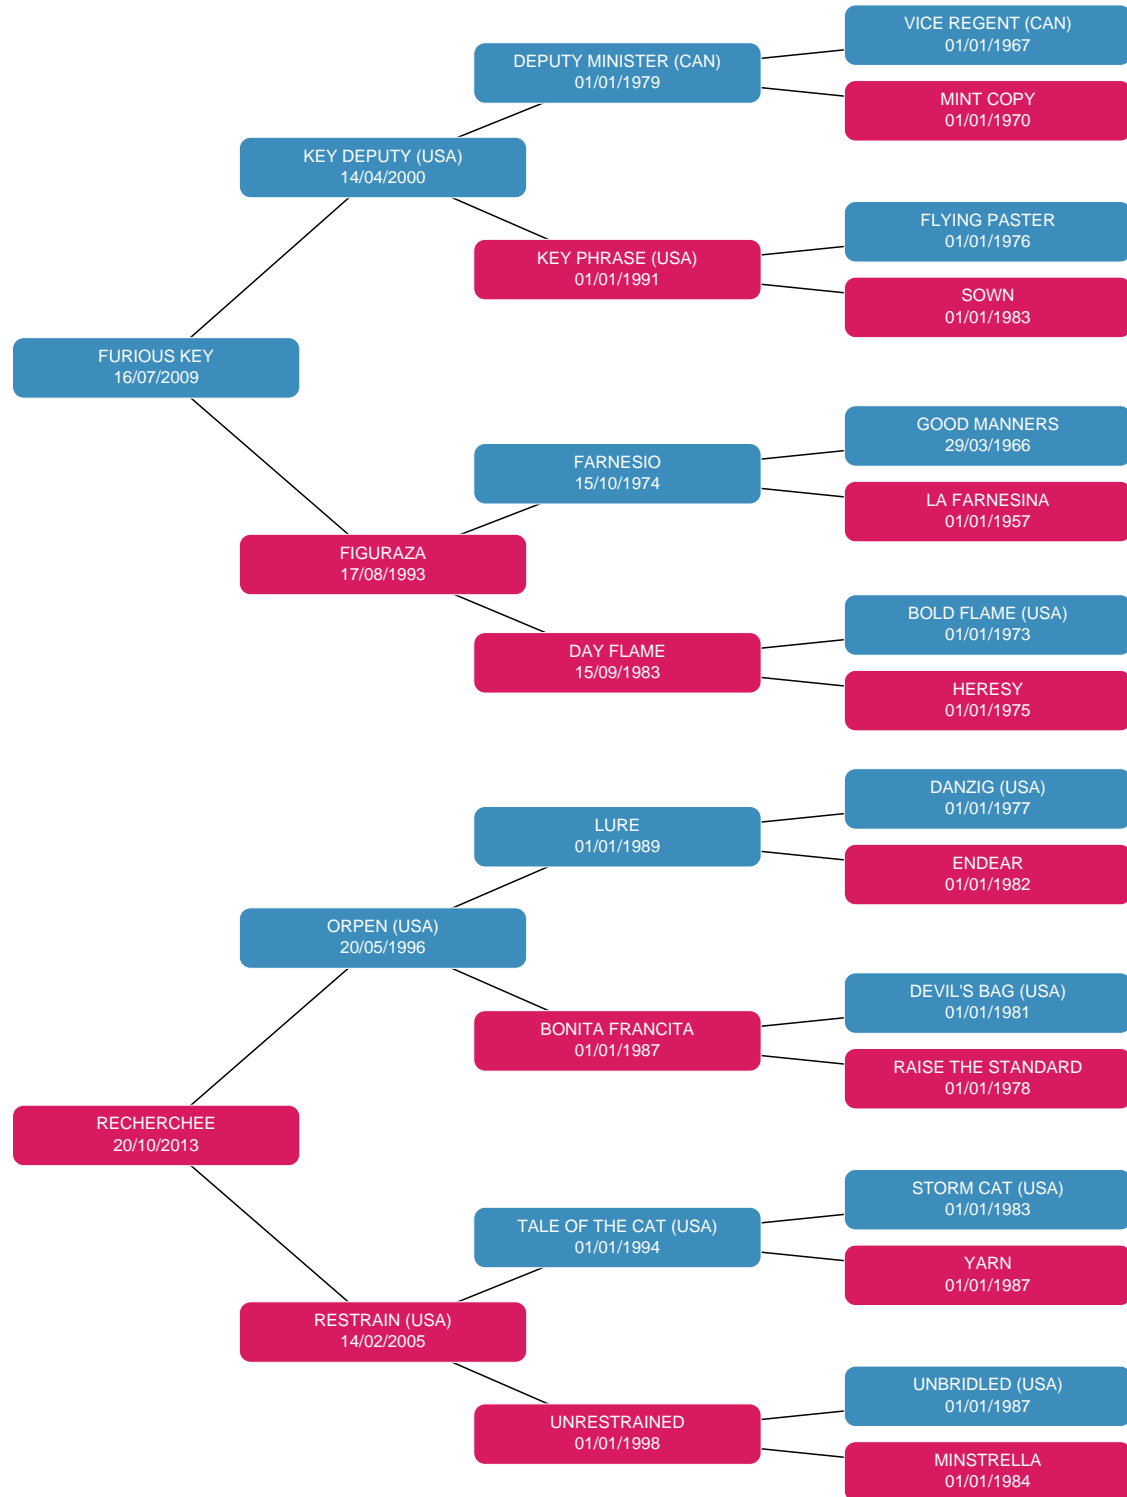 VICE REGENT (CAN)
01/01/1967
DEPUTY MINISTER (CAN)
01/01/1979
MINT COPY
01/01/1970
KEY DEPUTY (USA)
14/04/2000
FLYING PASTER
01/01/1976
KEY PHRASE (USA)
01/01/1991
SOWN
01/01/1983
FURIOUS KEY
16/07/2009
GOOD MANNERS
29/03/1966
FARNESIO
15/10/1974
LA FARNESINA
01/01/1957
FIGURAZA
17/08/1993
BOLD FLAME (USA)
01/01/1973
DAY FLAME
15/09/1983
HERESY
01/01/1975
DANZIG (USA)
01/01/1977
LURE
01/01/1989
ENDEAR
01/01/1982
ORPEN (USA)
20/05/1996
DEVIL'S BAG (USA)
01/01/1981
BONITA FRANCITA
01/01/1987
RAISE THE STANDARD
01/01/1978
RECHERCHEE
20/10/2013
STORM CAT (USA)
01/01/1983
TALE OF THE CAT (USA)
01/01/1994
YARN
01/01/1987
RESTRAIN (USA)
14/02/2005
UNBRIDLED (USA)
01/01/1987
UNRESTRAINED
01/01/1998
MINSTRELLA
01/01/1984